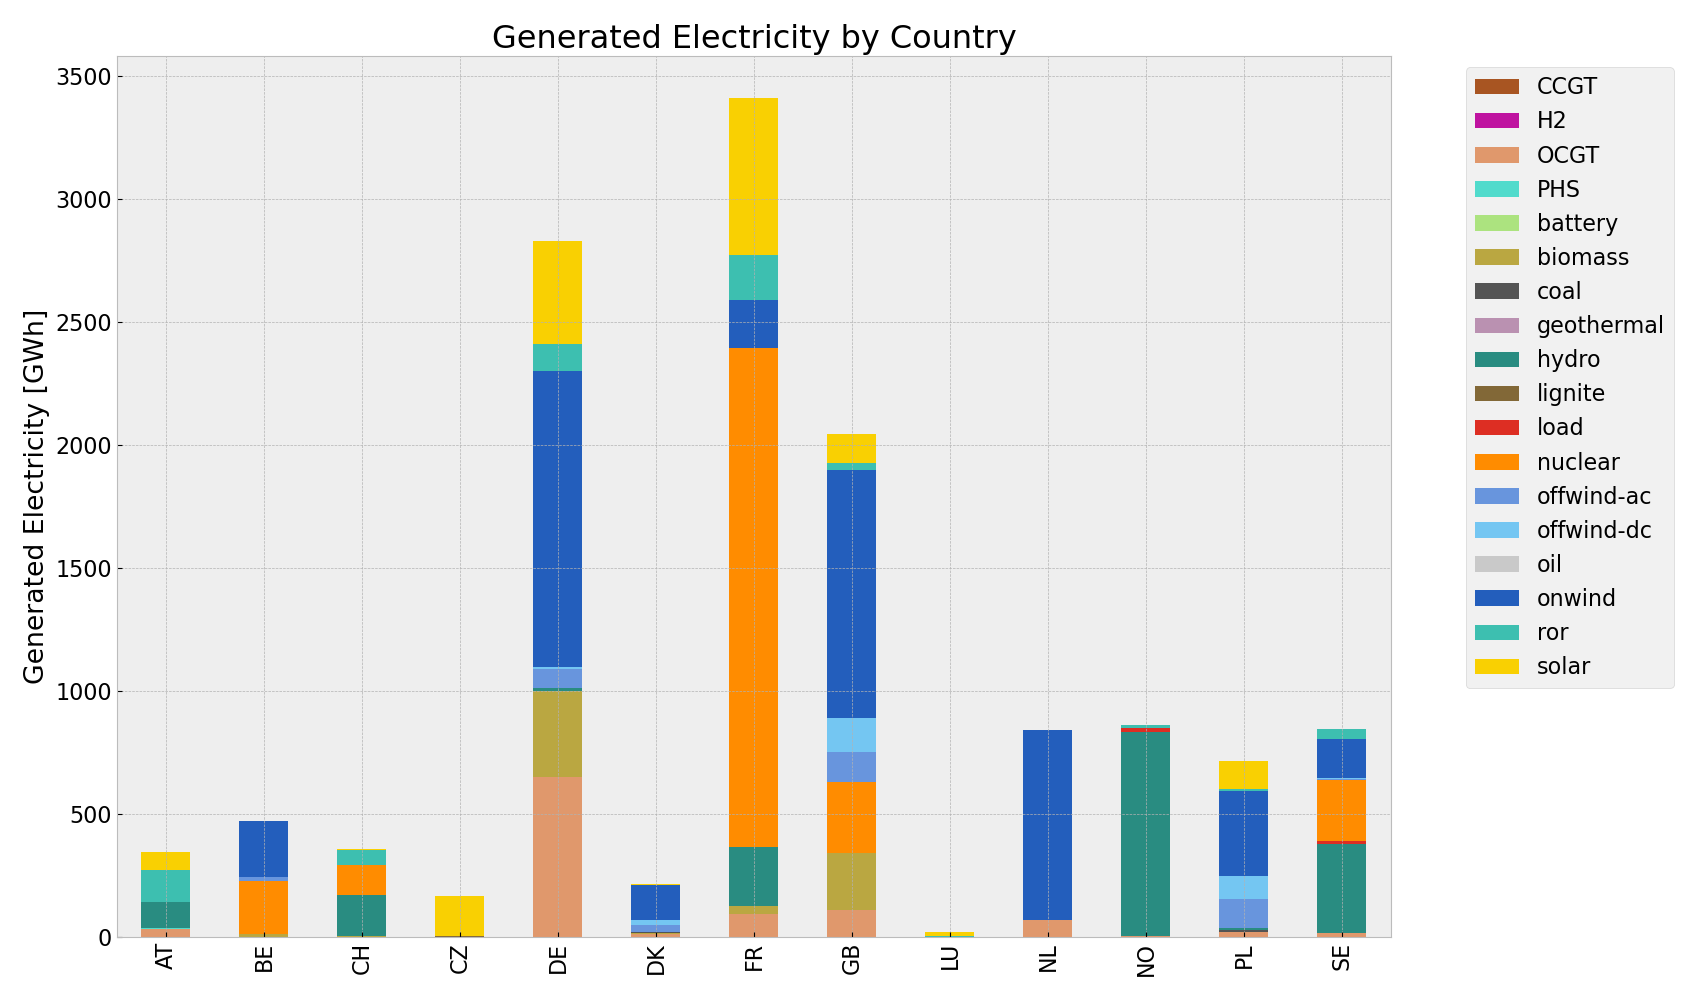 Generated Electricity by Country
Generated Electricity [GWh]
3500
3000
2500
2000
1500
1000
500
0
AT
BE
CH
CZ
DE
DK
FR
GB
LU
NL
NO
PL
SE
CCGT
H2
OCGT
PHS
battery
biomass
coal
geothermal
hydro
lignite
load
nuclear
offwind-ac
offwind-dc
oil
onwind
ror
solar